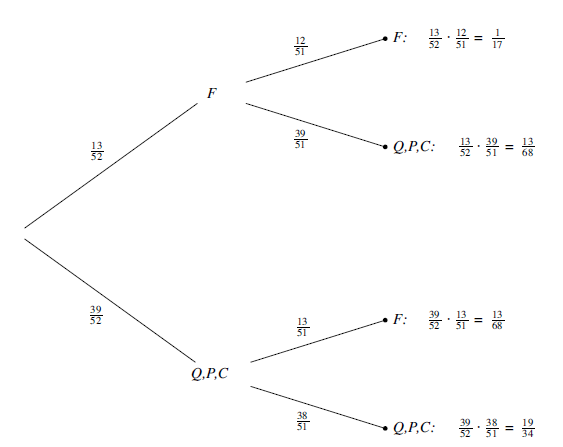 12/51
F: 13/52 · 12/51 = 1/17
F
13/52
39/51
Q,P,C: 13/52 · 39/51 = 13/68
39/52
13/51
F: 39/52 · 13/51 = 13/68
Q,P,C
38/51
Q,P,C: 39/52 · 38/51 = 19/34